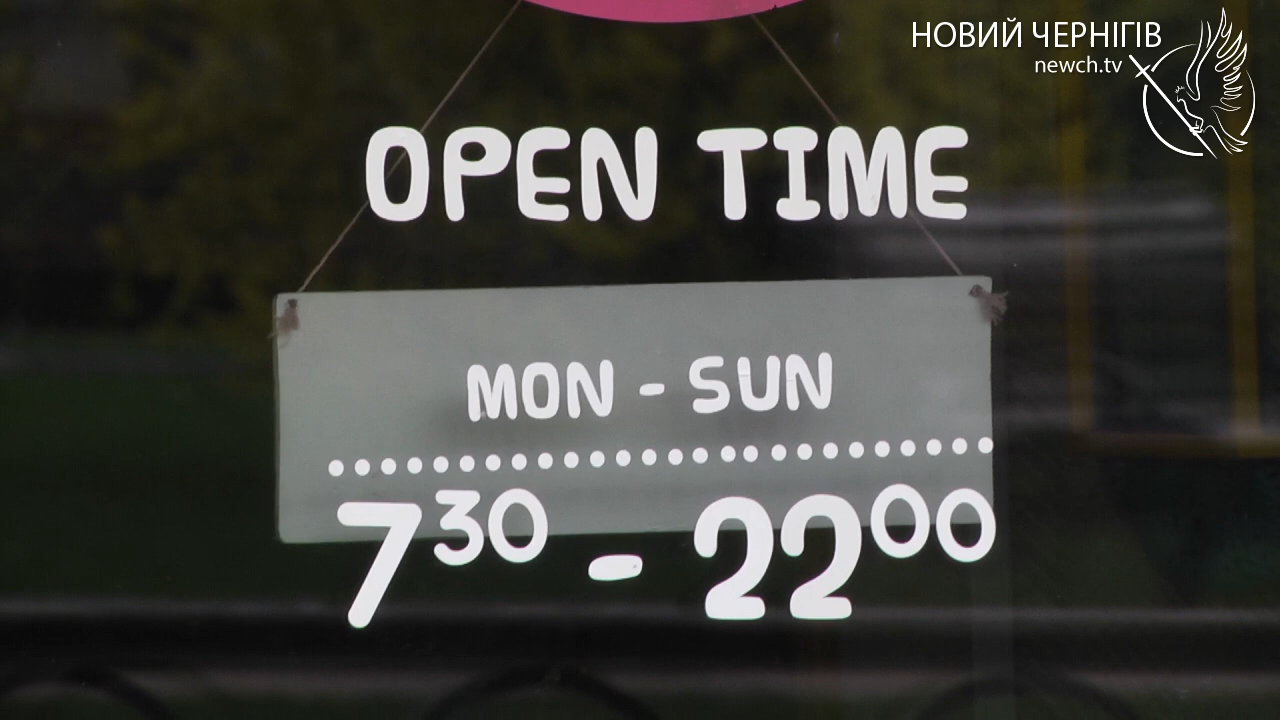 НОВИЙ ЧЕРНІГІВ
newch.tv
OPEN TIME
MON - SUN
7³⁰ - 22⁰⁰